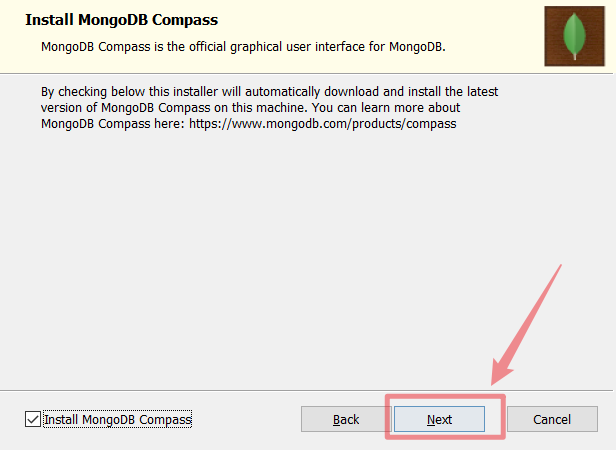 Install MongoDB Compass
MongoDB Compass is the official graphical user interface for MongoDB.
By checking below this installer will automatically download and install the latest
version of MongoDB Compass on this machine. You can learn more about
MongoDB Compass here: https://www.mongodb.com/products/compass
Install MongoDB Compass
Back
Next
Cancel